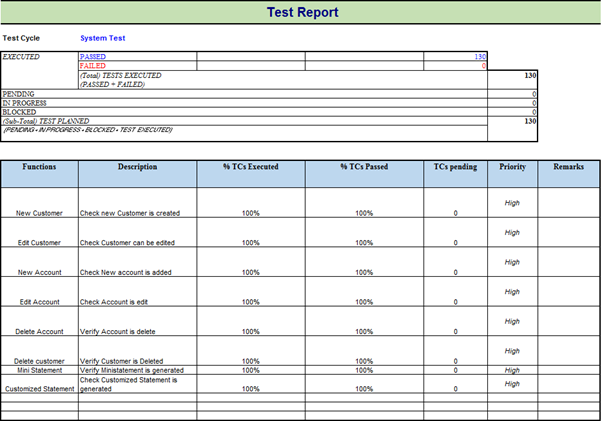 Test Report
Test Cycle System Test
EXECUTED PASSED 130
FAILED 0
(Total) TESTS EXECUTED 130
(PASSED + FAILED)
PENDING 0
IN PROGRESS 0
BLOCKED 0
(Sub-Total) TEST PLANNED 130
(PENDING + IN PROGRESS + BLOCKED + TEST EXECUTED)
Functions Description % TCs Executed % TCs Passed TCs pending Priority Remarks
New Customer Check new Customer is created 100% 100% 0 High
Edit Customer Check Customer can be edited 100% 100% 0 High
New Account Check New account is added 100% 100% 0 High
Edit Account Check Account is edit 100% 100% 0 High
Delete Account Verify Account is delete 100% 100% 0 High
Delete customer Verify Customer is Deleted 100% 100% 0 High
Mini Statement Verify Ministatement is generated 100% 100% 0 High
Customized Statement Check Customized Statement is generated 100% 100% 0 High